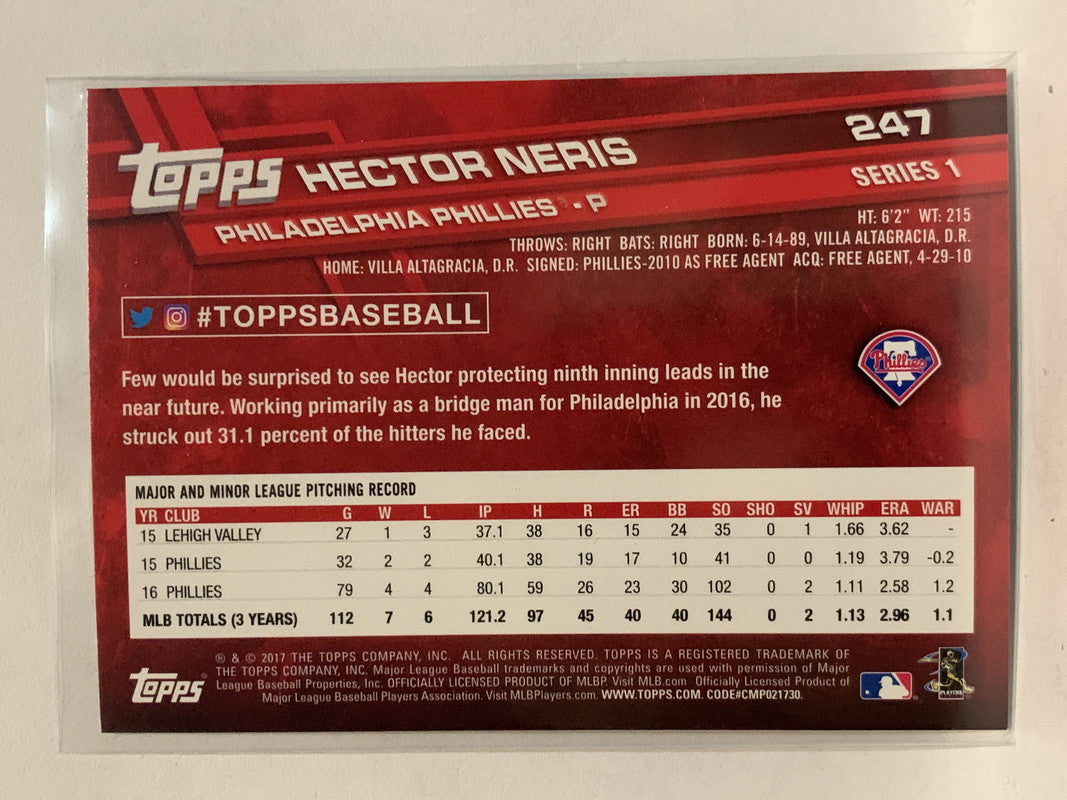 TOPPS HECTOR NERIS 247
PHILADELPHIA PHILLIES® - P SERIES 1
HT: 6'2" WT: 215
THROWS: RIGHT BATS: RIGHT BORN: 6-14-89, VILLA ALTAGRACIA, D.R.
HOME: VILLA ALTAGRACIA, D.R. SIGNED: PHILLIES-2010 AS FREE AGENT ACQ: FREE AGENT, 4-29-10
#TOPPSBASEBALL
Phillies
Few would be surprised to see Hector protecting ninth inning leads in the
near future. Working primarily as a bridge man for Philadelphia in 2016, he
struck out 31.1 percent of the hitters he faced.
MAJOR AND MINOR LEAGUE PITCHING RECORD
YR CLUB G W L IP H R ER BB SO SHO SV WHIP ERA WAR
15 LEHIGH VALLEY 27 1 3 37.1 38 16 15 24 35 0 1 1.66 3.62 -
15 PHILLIES 32 2 2 40.1 38 19 17 10 41 0 0 1.19 3.79 -0.2
16 PHILLIES 79 4 4 80.1 59 26 23 30 102 0 2 1.11 2.58 1.2
MLB TOTALS (3 YEARS) 112 7 6 121.2 97 45 40 40 144 0 2 1.13 2.96 1.1
® & © 2017 THE TOPPS COMPANY, INC. ALL RIGHTS RESERVED. TOPPS IS A REGISTERED TRADEMARK OF
THE TOPPS COMPANY, INC. Major League Baseball trademarks and copyrights are used with permission of Major
League Baseball Properties, Inc. OFFICIALLY LICENSED PRODUCT OF MLBP. Visit MLB.com Officially Licensed Product of
Major League Baseball Players Association. Visit MLBPlayers.com. WWW.TOPPS.COM. CODE#CMP021730.
TOPPS
PLAYERS